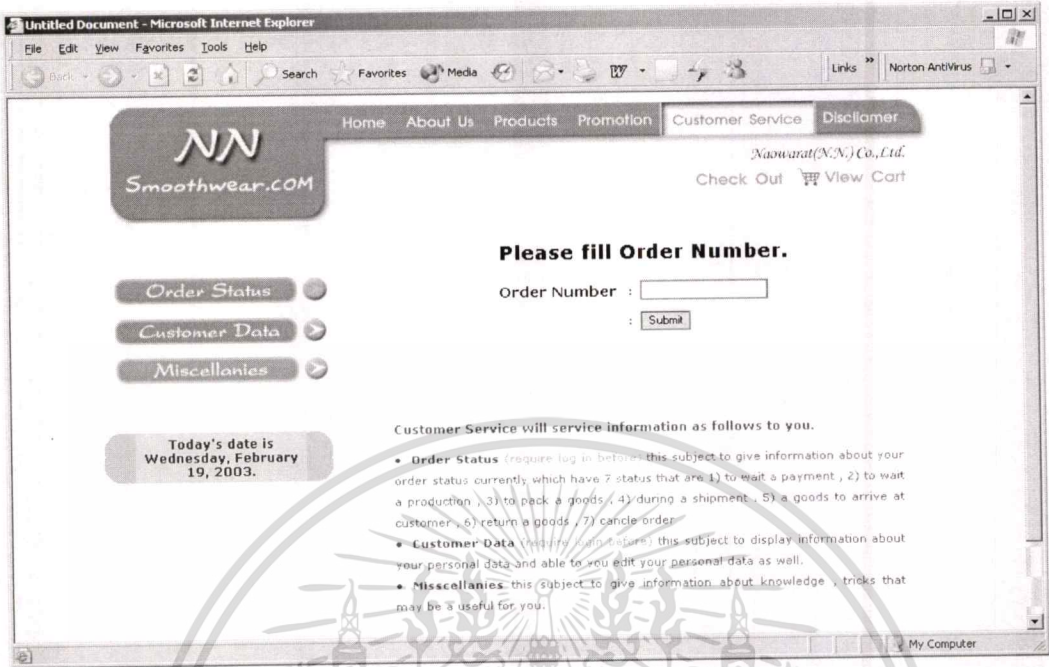 Untitled Document - Microsoft Internet Explorer
File Edit View Favorites Tools Help
Back Search Favorites Media Links » Norton AntiVirus
Home About Us Products Promotion Customer Service Discliamer
NN
Smoothwear.coM
Naowarat(N.N.) Co.,Ltd.
Check Out View Cart
Please fill Order Number.
Order Number :
: Submit
Order Status
Customer Data
Miscellanies
Today's date is
Wednesday, February
19, 2003.
Customer Service will service information as follows to you.
• Order Status (require log in before) this subject to give information about your
order status currently which have 7 status that are 1) to wait a payment , 2) to wait
a production , 3) to pack a goods , 4) during a shipment , 5) a goods to arrive at
customer , 6) return a goods , 7) cancle order
• Customer Data (require login before) this subject to display information about
your personal data and able to you edit your personal data as well.
• Misscellanies this subject to give information about knowledge , tricks that
may be a useful for you.
My Computer